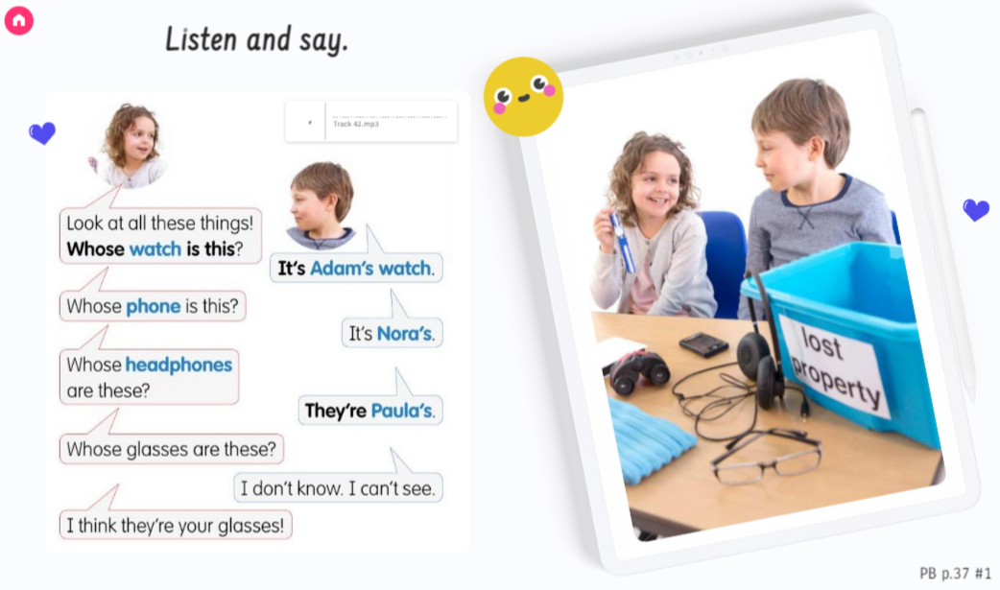 Listen and say.
Track 42.mp3
Look at all these things!
Whose watch is this?
It's Adam's watch.
Whose phone is this?
It's Nora's.
Whose headphones
are these?
They're Paula's.
Whose glasses are these?
I don't know. I can't see.
I think they're your glasses!
lost
property
PB p.37 #1